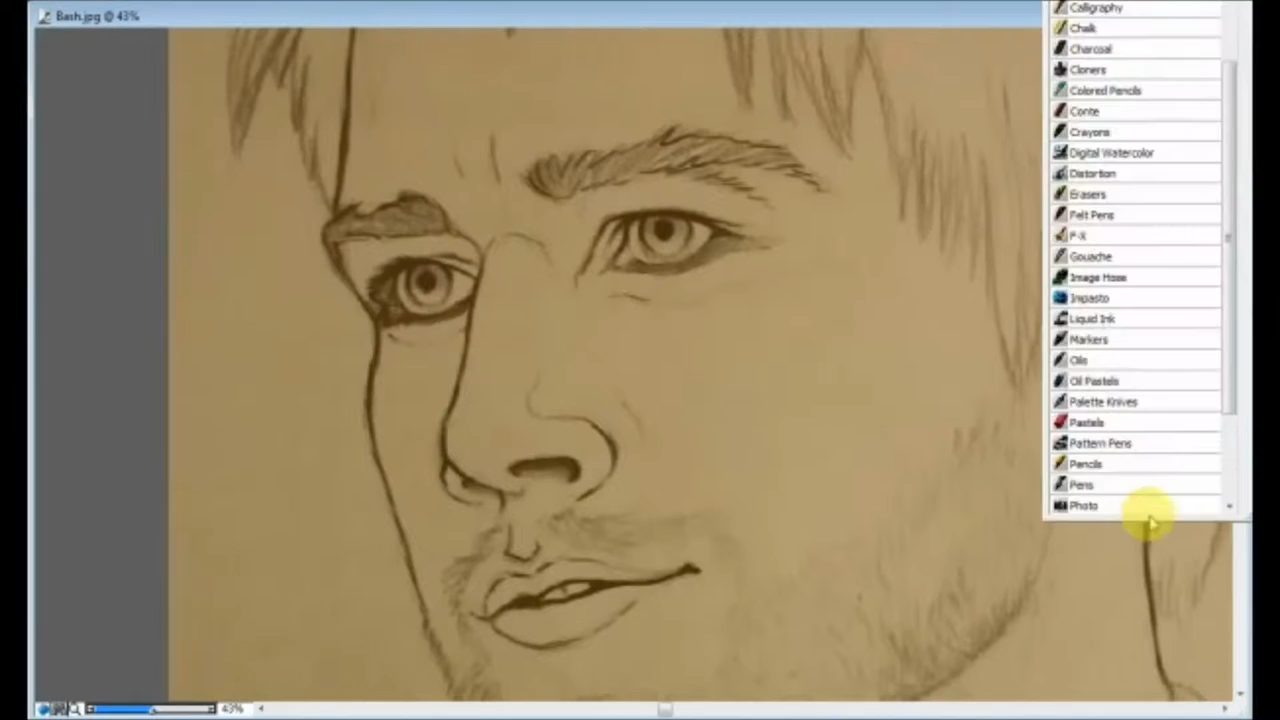 Bash.jpg @ 43%
Calligraphy
Chalk
Charcoal
Cloners
Colored Pencils
Conte
Crayons
Digital Watercolor
Distortion
Erasers
Felt Pens
F-X
Gouache
Image Hose
Impasto
Liquid Ink
Markers
Oils
Oil Pastels
Palette Knives
Pastels
Pattern Pens
Pencils
Pens
Photo
43%